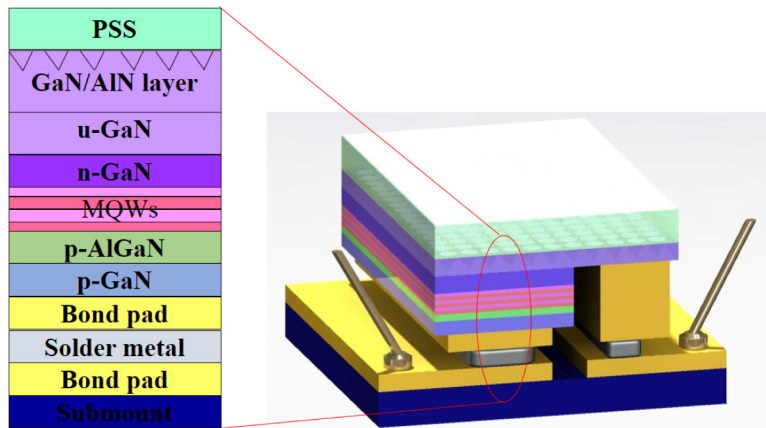 PSS
GaN/AlN layer
u-GaN
n-GaN
MQWs
p-AlGaN
p-GaN
Bond pad
Solder metal
Bond pad
Submount